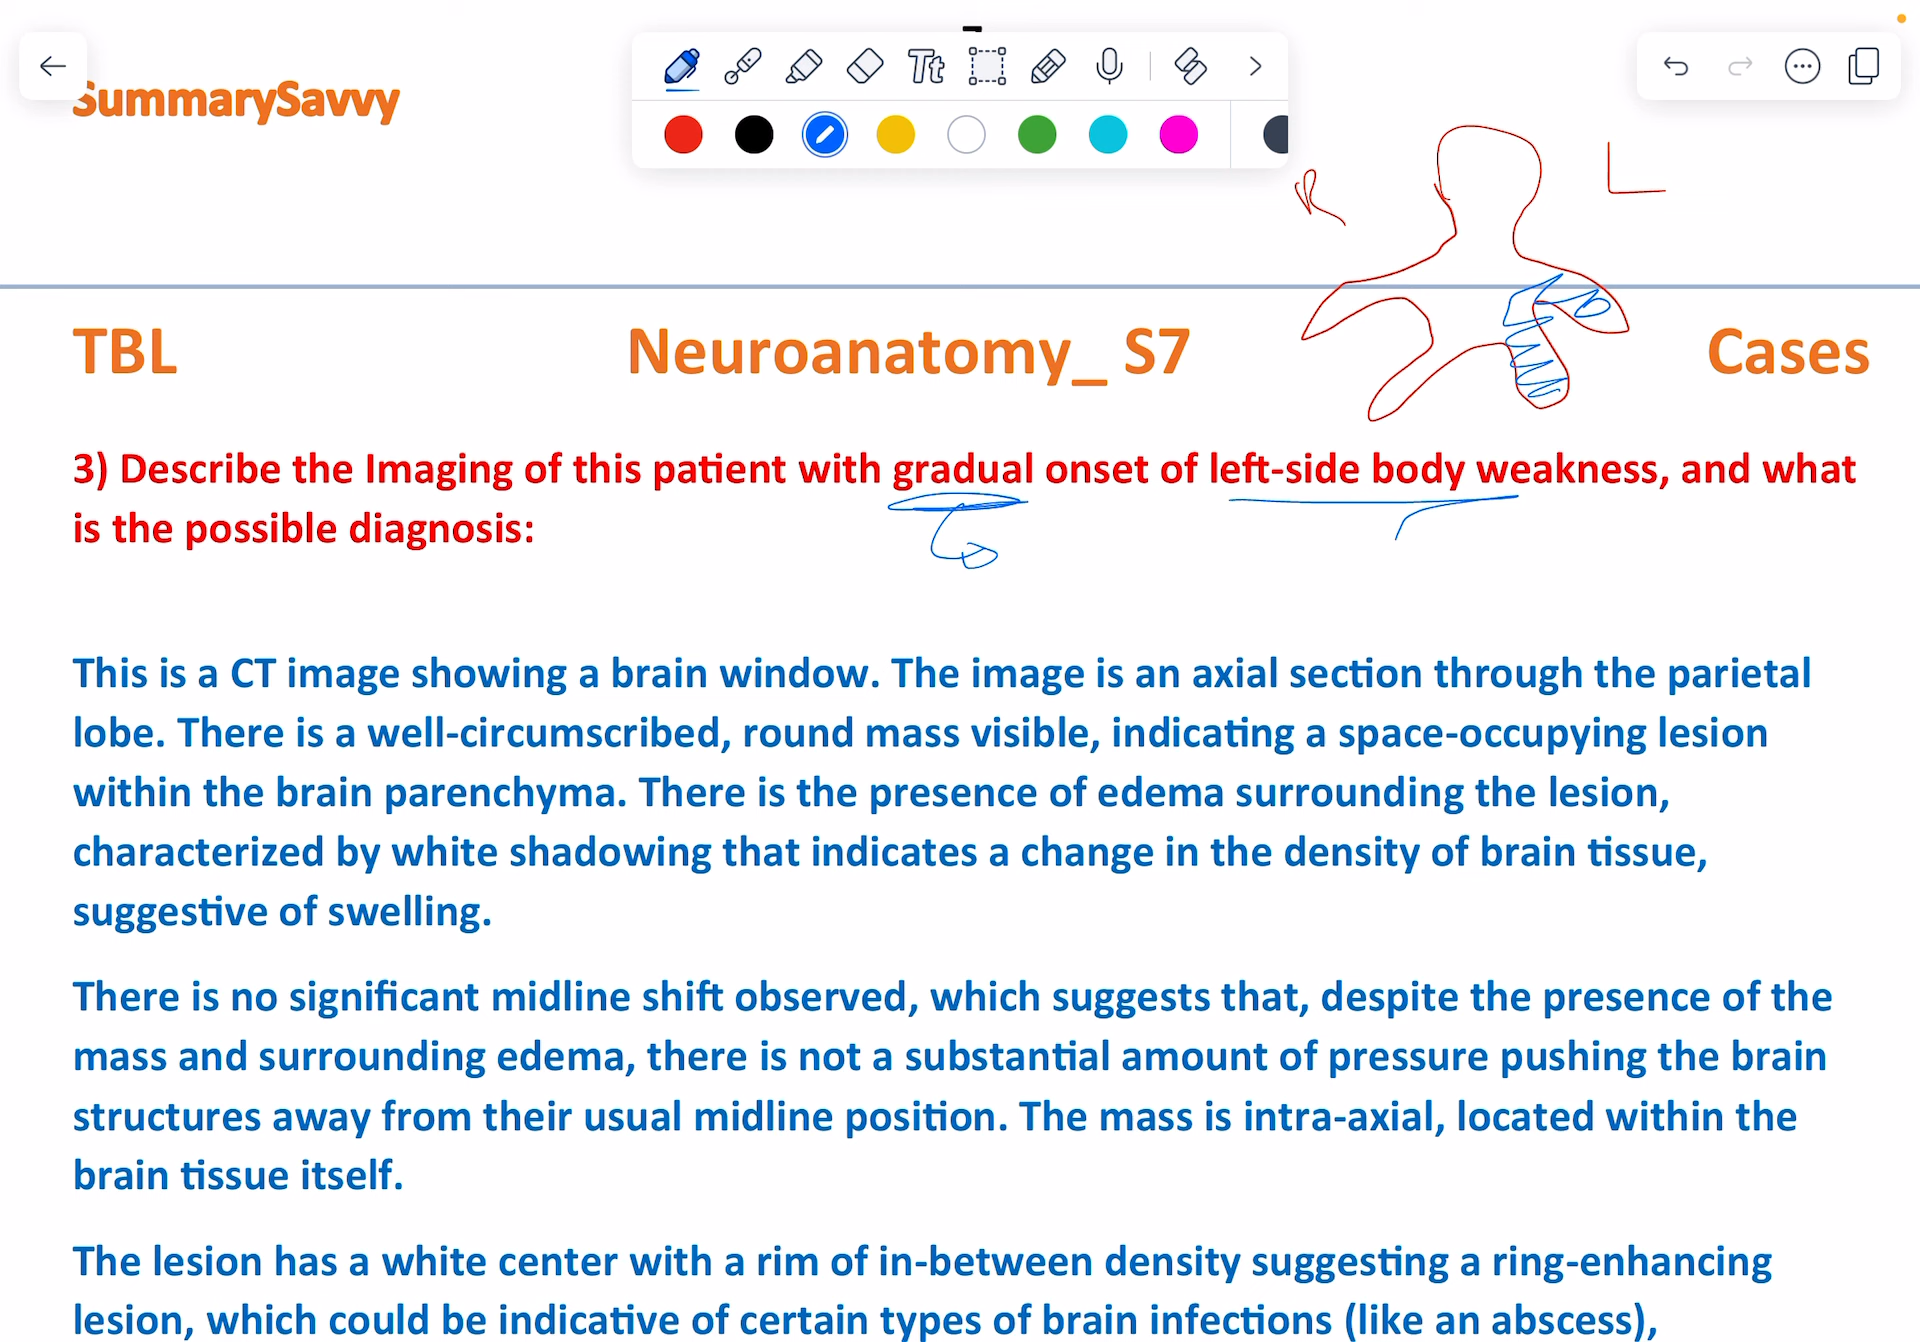 SummarySavvy
Tt
R
L
TBL Neuroanatomy_ S7 Cases
3) Describe the Imaging of this patient with gradual onset of left-side body weakness, and what
is the possible diagnosis:
This is a CT image showing a brain window. The image is an axial section through the parietal
lobe. There is a well-circumscribed, round mass visible, indicating a space-occupying lesion
within the brain parenchyma. There is the presence of edema surrounding the lesion,
characterized by white shadowing that indicates a change in the density of brain tissue,
suggestive of swelling.
There is no significant midline shift observed, which suggests that, despite the presence of the
mass and surrounding edema, there is not a substantial amount of pressure pushing the brain
structures away from their usual midline position. The mass is intra-axial, located within the
brain tissue itself.
The lesion has a white center with a rim of in-between density suggesting a ring-enhancing
lesion, which could be indicative of certain types of brain infections (like an abscess),